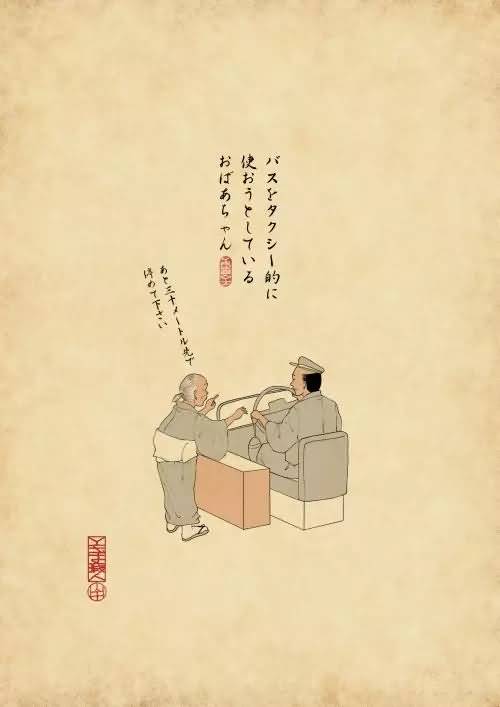 バスをタクシー的に
使おうとしている
おばあちゃん
あと三十メートル先で
停めて下さい